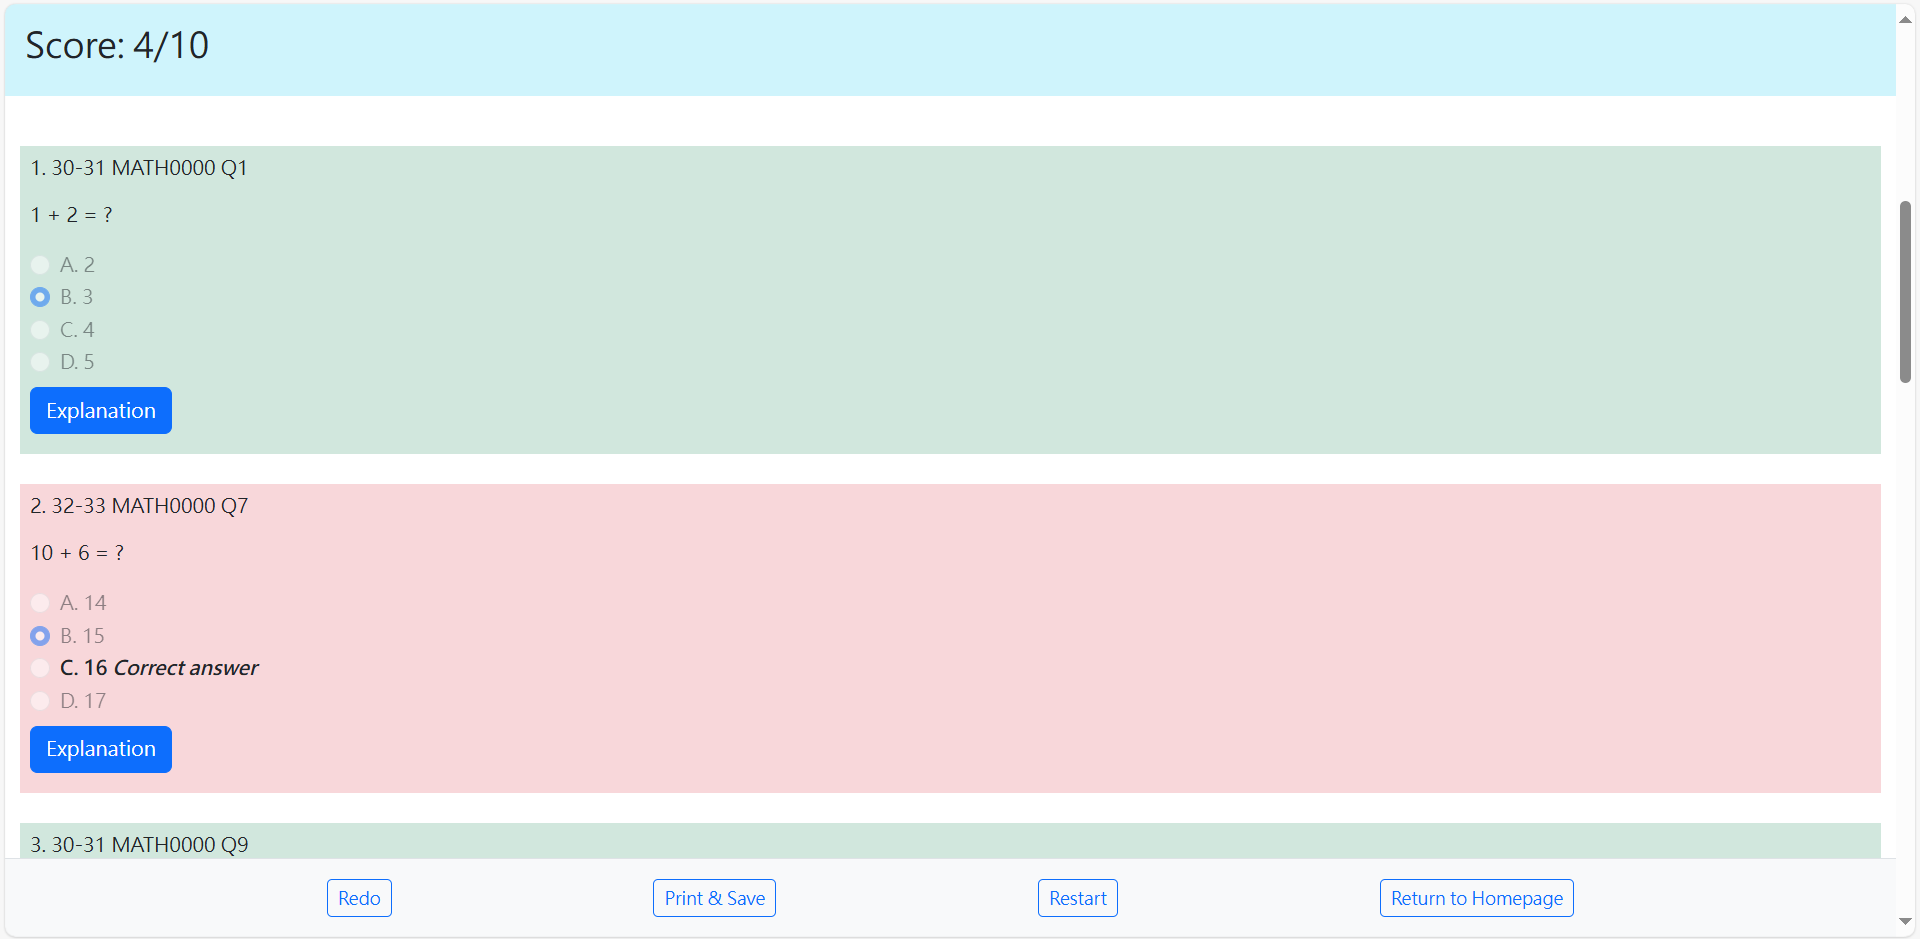 Score: 4/10
1. 30-31 MATH0000 Q1
1 + 2 = ?
A. 2
B. 3
C. 4
D. 5
Explanation
2. 32-33 MATH0000 Q7
10 + 6 = ?
A. 14
B. 15
C. 16 Correct answer
D. 17
Explanation
3. 30-31 MATH0000 Q9
Redo
Print & Save
Restart
Return to Homepage